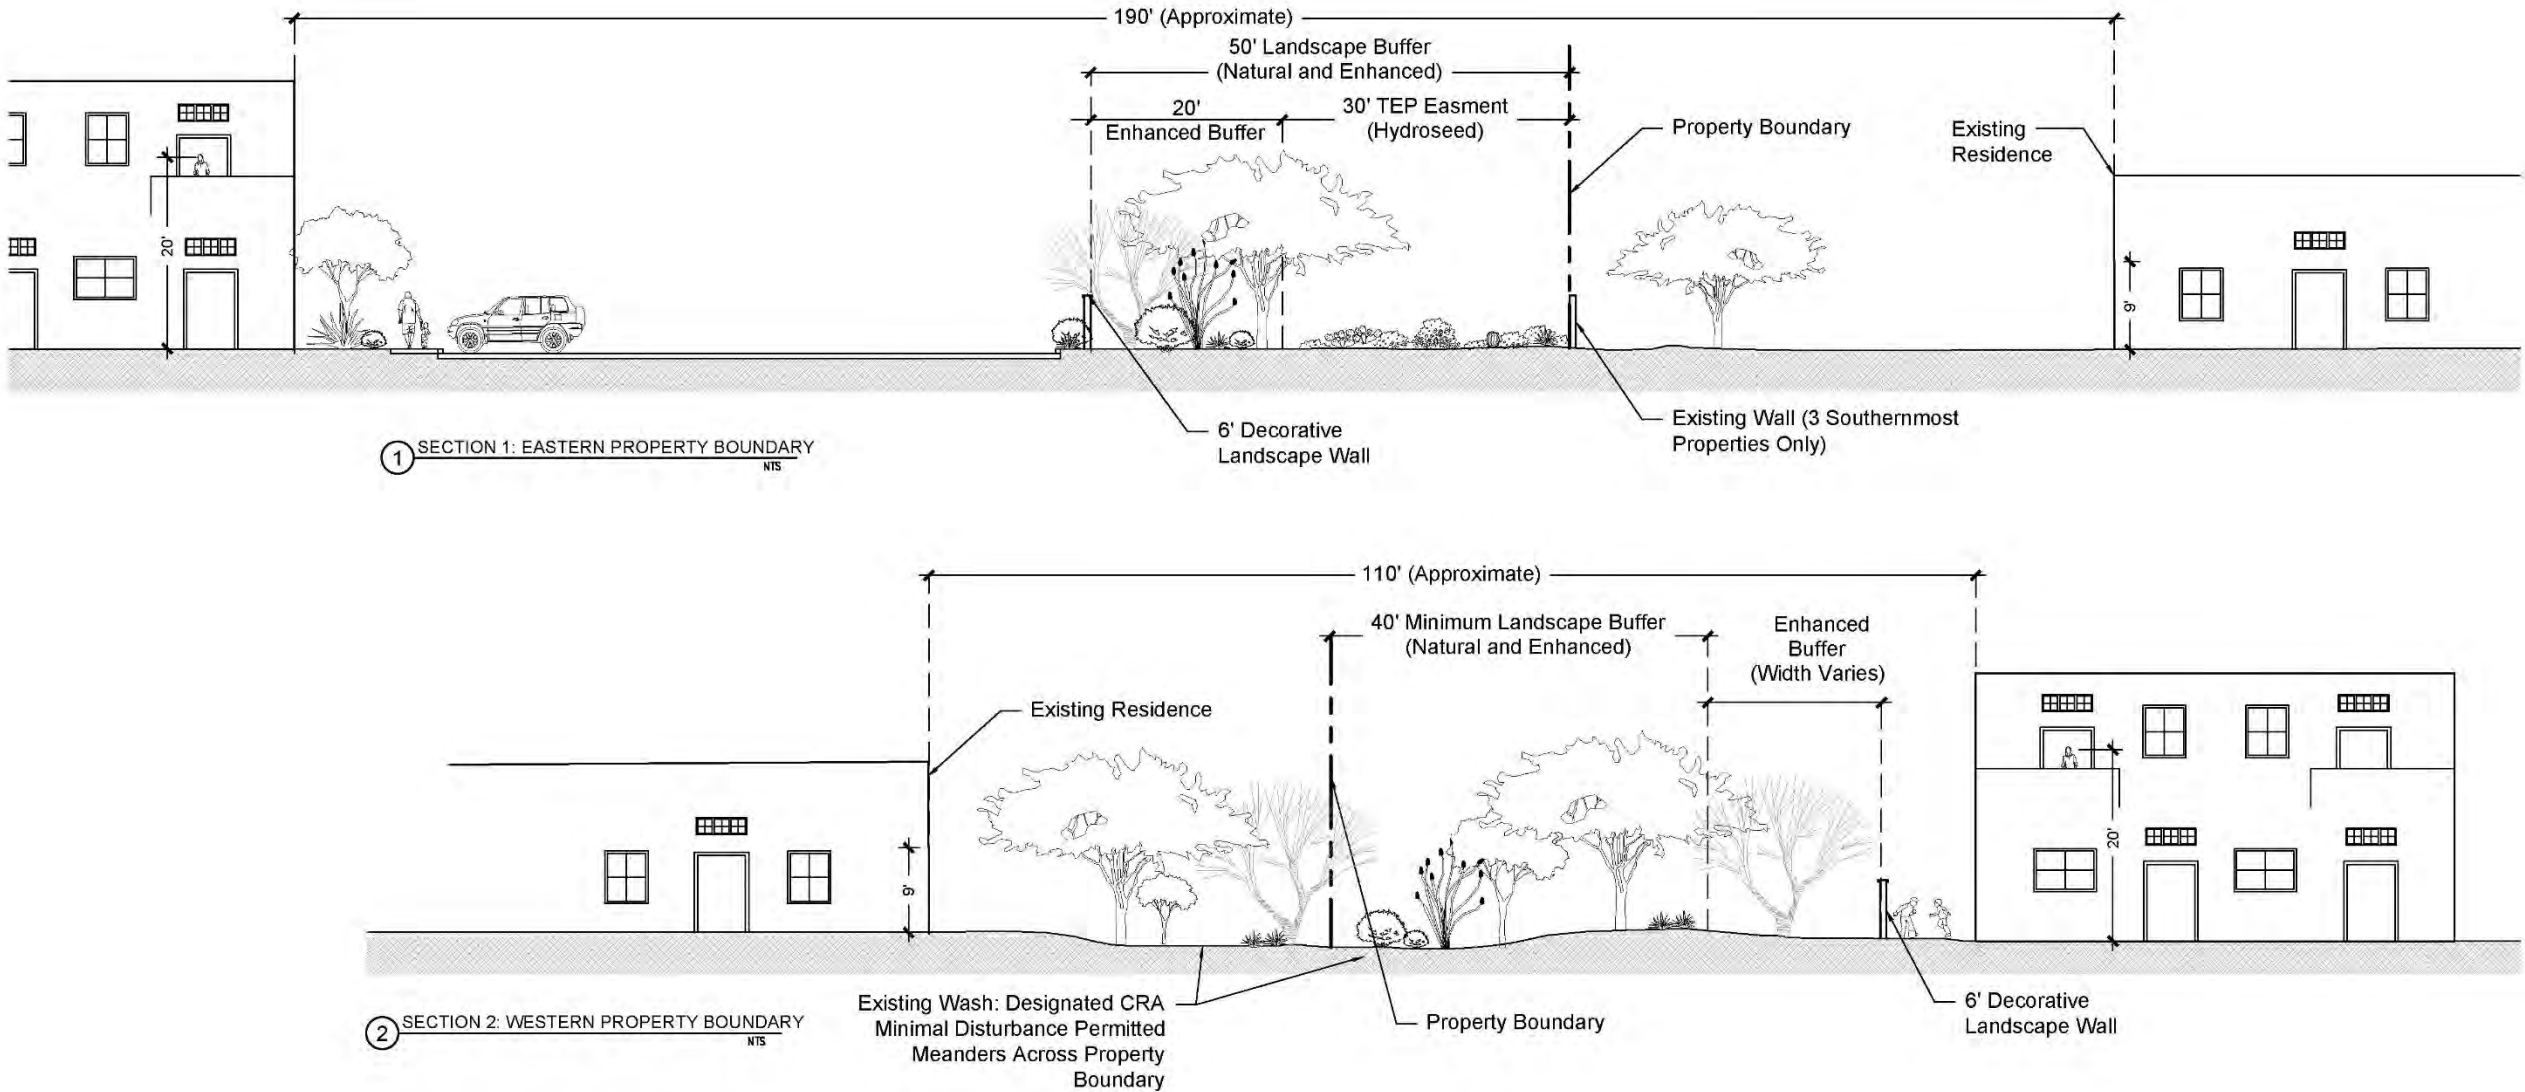 190' (Approximate)
50' Landscape Buffer
(Natural and Enhanced)
20'
Enhanced Buffer
30' TEP Easment
(Hydroseed)
Property Boundary
Existing
Residence
20'
9'
6' Decorative
Landscape Wall
Existing Wall (3 Southernmost
Properties Only)
1
SECTION 1: EASTERN PROPERTY BOUNDARY
NTS
110' (Approximate)
40' Minimum Landscape Buffer
(Natural and Enhanced)
Enhanced
Buffer
(Width Varies)
Existing Residence
9'
20'
Existing Wash: Designated CRA
Minimal Disturbance Permitted
Meanders Across Property
Boundary
Property Boundary
6' Decorative
Landscape Wall
2
SECTION 2: WESTERN PROPERTY BOUNDARY
NTS